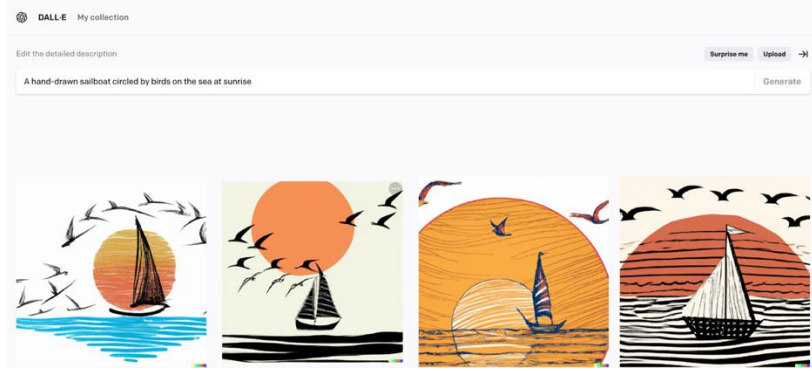 DALL·E My collection
Edit the detailed description
Surprise me Upload
A hand-drawn sailboat circled by birds on the sea at sunrise
Generate